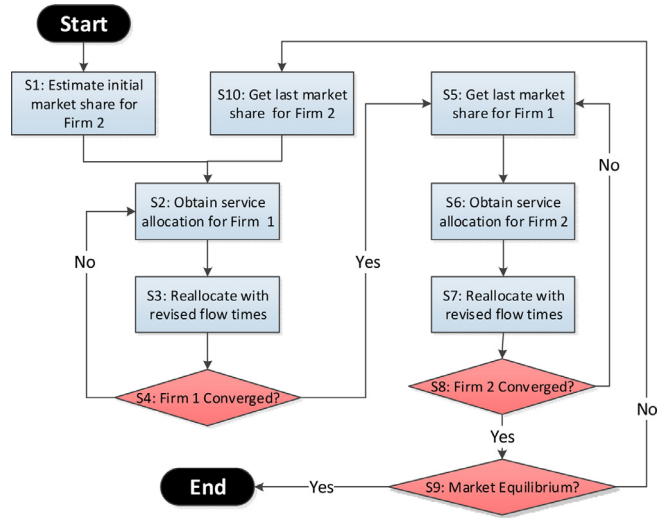 Start
S1: Estimate initial
market share for
Firm 2
S10: Get last market
share for Firm 2
S5: Get last market
share for Firm 1
No
S2: Obtain service
allocation for Firm 1
S6: Obtain service
allocation for Firm 2
No
Yes
S3: Reallocate with
revised flow times
S7: Reallocate with
revised flow times
S4: Firm 1 Converged?
S8: Firm 2 Converged?
No
Yes
End
Yes
S9: Market Equilibrium?